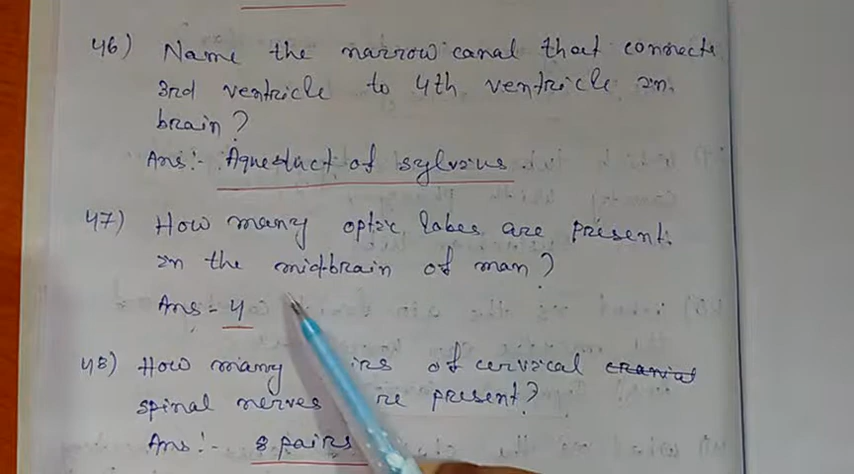 46) Name the narrow canal that connects
3rd ventricle to 4th ventricle in
brain?
Ans:- Aqueduct of sylvius.
47) How many optic lobes are present
in the midbrain of man?
Ans- 4
48) How many of cervical cranial
spinal nerves present?
Ans:- 8 pairs